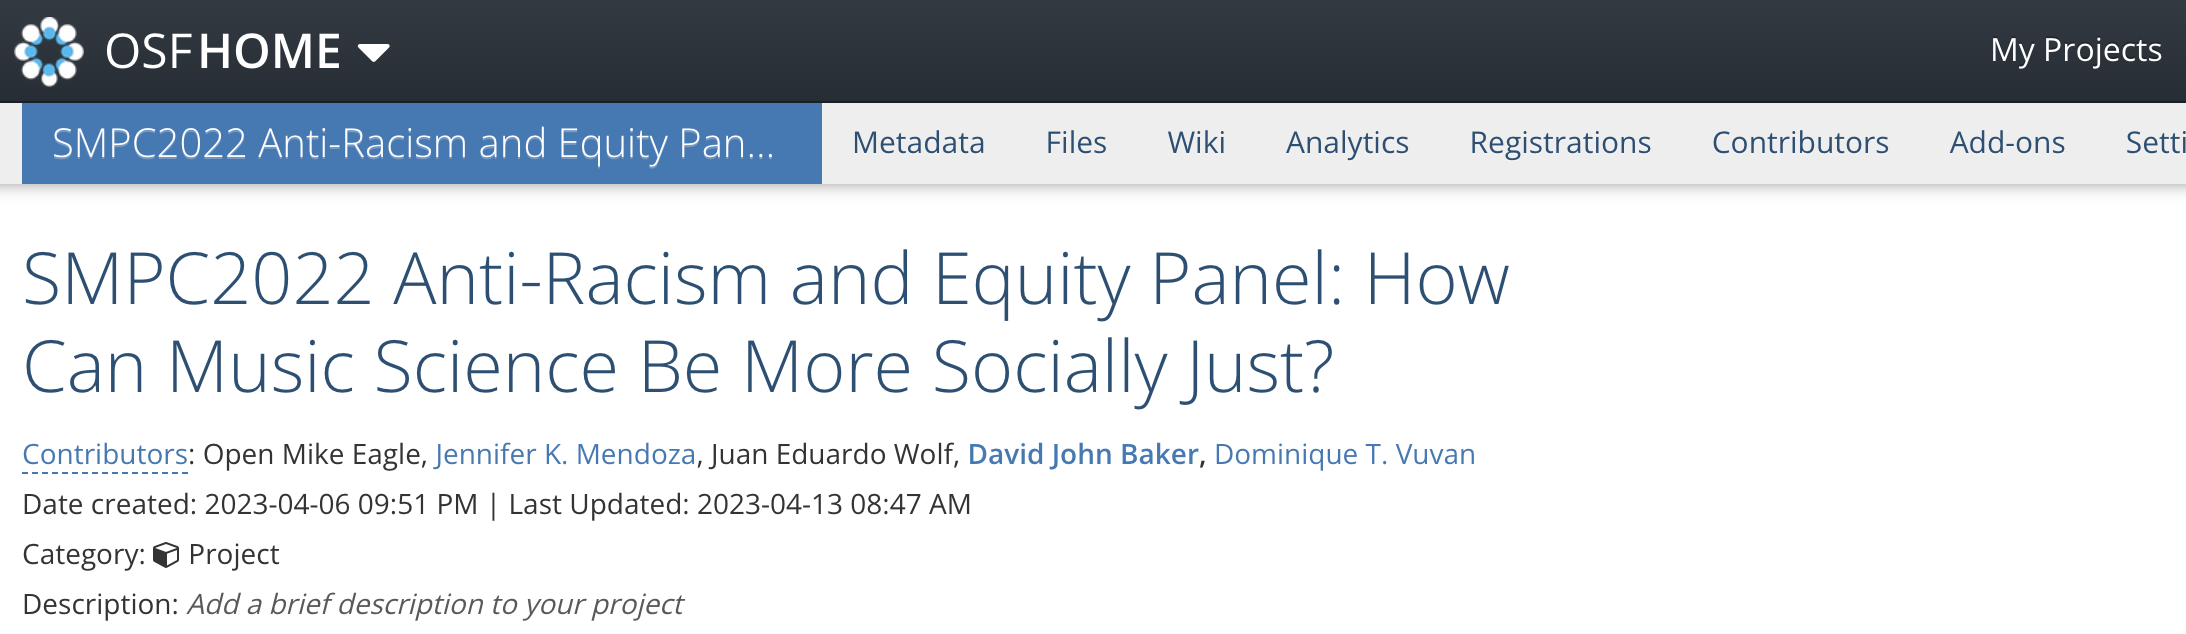 OSFHOME
My Projects
SMPC2022 Anti-Racism and Equity Pan...
Metadata
Files
Wiki
Analytics
Registrations
Contributors
Add-ons
Setti
SMPC2022 Anti-Racism and Equity Panel: How
Can Music Science Be More Socially Just?
Contributors: Open Mike Eagle, Jennifer K. Mendoza, Juan Eduardo Wolf, David John Baker, Dominique T. Vuvan
Date created: 2023-04-06 09:51 PM | Last Updated: 2023-04-13 08:47 AM
Category: Project
Description: Add a brief description to your project